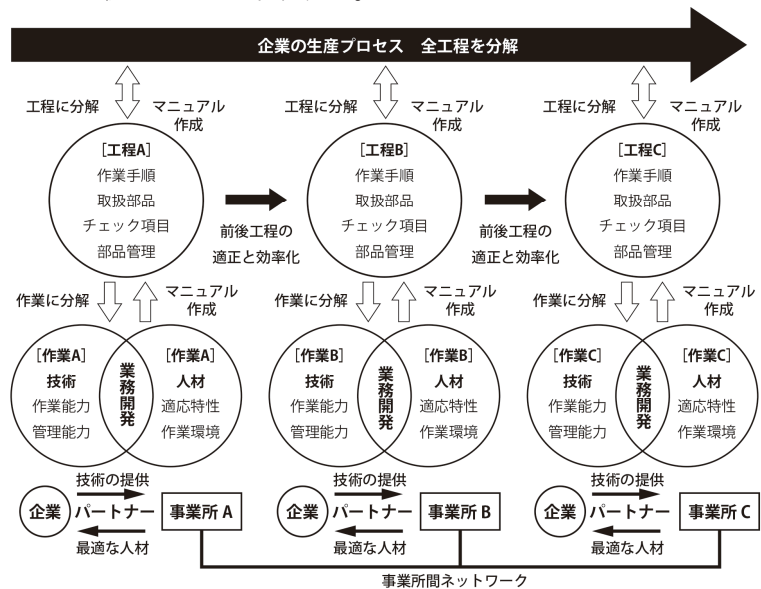 企業の生産プロセス　全工程を分解
工程に分解
マニュアル
作成
工程に分解
マニュアル
作成
工程に分解
マニュアル
作成
［工程A］
作業手順
取扱部品
チェック項目
部品管理
前後工程の
適正と効率化
［工程B］
作業手順
取扱部品
チェック項目
部品管理
前後工程の
適正と効率化
［工程C］
作業手順
取扱部品
チェック項目
部品管理
作業に分解
マニュアル
作成
作業に分解
マニュアル
作成
作業に分解
マニュアル
作成
［作業A］
技術
作業能力
管理能力
業務開発
［作業A］
人材
適応特性
作業環境
［作業B］
技術
作業能力
管理能力
業務開発
［作業B］
人材
適応特性
作業環境
［作業C］
技術
作業能力
管理能力
業務開発
［作業C］
人材
適応特性
作業環境
企業
技術の提供
パートナー
最適な人材
事業所 A
企業
技術の提供
パートナー
最適な人材
事業所 B
企業
技術の提供
パートナー
最適な人材
事業所 C
事業所間ネットワーク